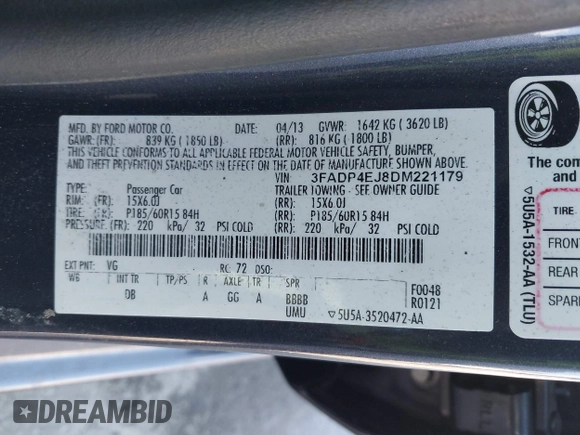 MFD. BY FORD MOTOR CO. DATE: 04/13 GVWR: 1642 KG ( 3620 LB)
GAWR: (FR): 839 KG ( 1850 LB) (RR): 816 KG ( 1800 LB)
THIS VEHICLE CONFORMS TO ALL APPLICABLE FEDERAL MOTOR VEHICLE SAFETY, BUMPER,
AND THEFT PREVENTION STANDARDS IN EFFECT ON THE DATE OF MANUFACTURE SHOWN ABOVE.
VIN 3FADP4EJ8DM221179
TYPE: Passenger Car TRAILER TOWING - SEE OWNER GUIDE
RIM: (FR): 15X6.0J (RR): 15X6.0J
TIRE: (FR): P185/60R15 84H (RR): P185/60R15 84H
PRESSURE: (FR): 220 kPa/ 32 PSI COLD (RR): 220 kPa/ 32 PSI COLD
EXT PNT: VG RC: 72 DSO:
WB INT TR TP/PS R AXLE TR SPR F0048
DB A GG A BBBB R0121
UMU ▽5U5A-3520472-AA
The com
▽5U5A-1532-AA (TLU)
TIRE
FRONT
REAR
SPARE
DREAMBID